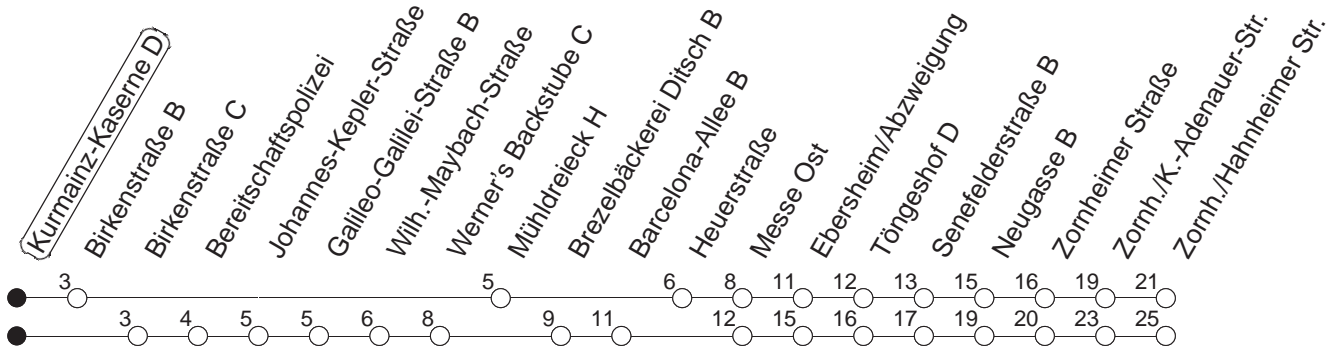 Kurmainz-Kaserne D
Birkenstraße B
Birkenstraße C
Bereitschaftspolizei
Johannes-Kepler-Straße
Galileo-Galilei-Straße B
Wilh.-Maybach-Straße
Werner's Backstube C
Mühldreieck H
Brezelbäckerei Ditsch B
Barcelona-Allee B
Heuerstraße
Messe Ost
Ebersheim/Abzweigung
Töngeshof D
Senefelderstraße B
Neugasse B
Zornheimer Straße
Zornh./K.-Adenauer-Str.
Zornh./Hahnheimer Str.
3 5 6 8 11 12 13 15 16 19 21
3 4 5 5 6 8 9 11 12 15 16 17 19 20 23 25